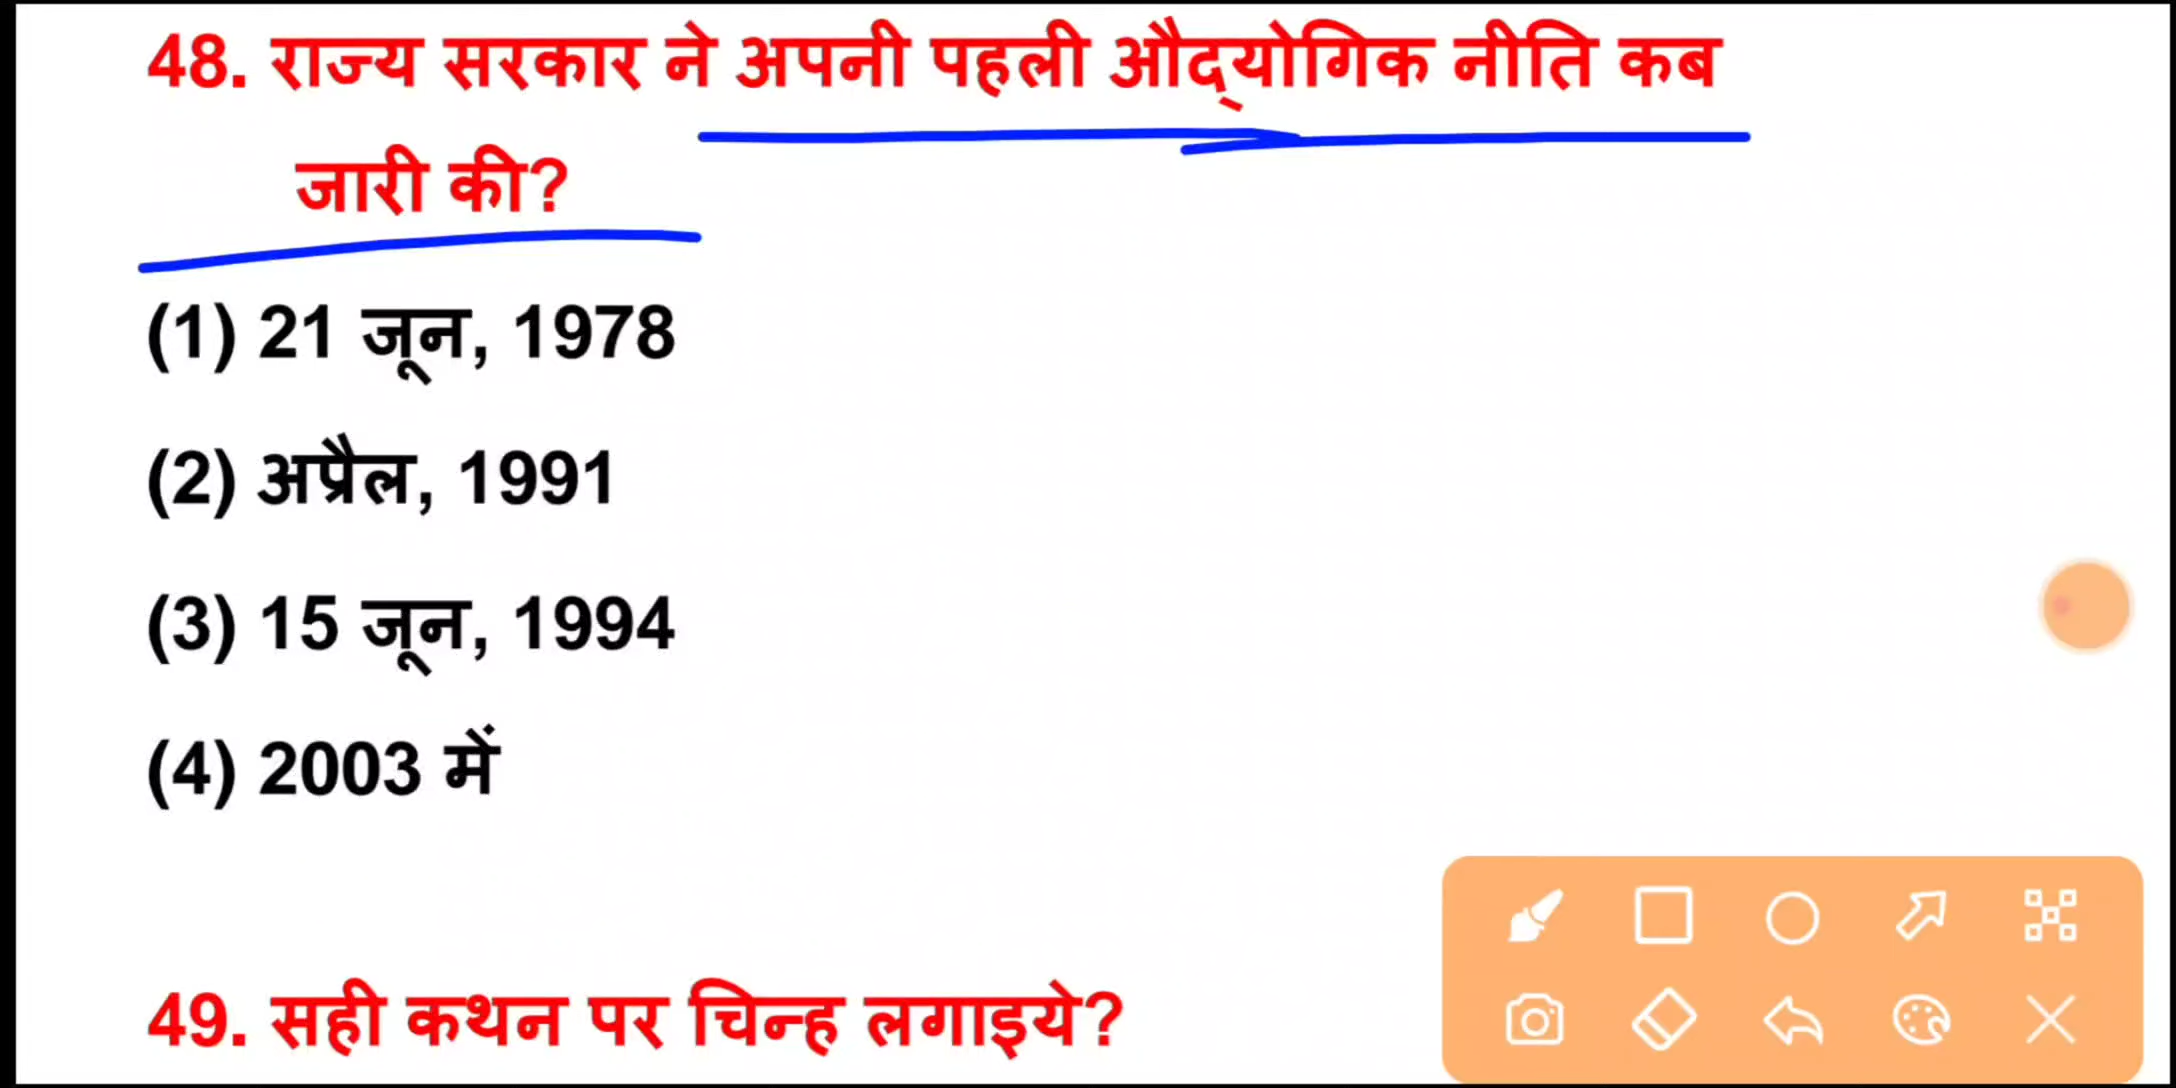 48. राज्य सरकार ने अपनी पहली औद्‌योगिक नीति कब
जारी की?
(1) 21 जून, 1978
(2) अप्रैल, 1991
(3) 15 जून, 1994
(4) 2003 में
49. सही कथन पर चिन्ह लगाइये?